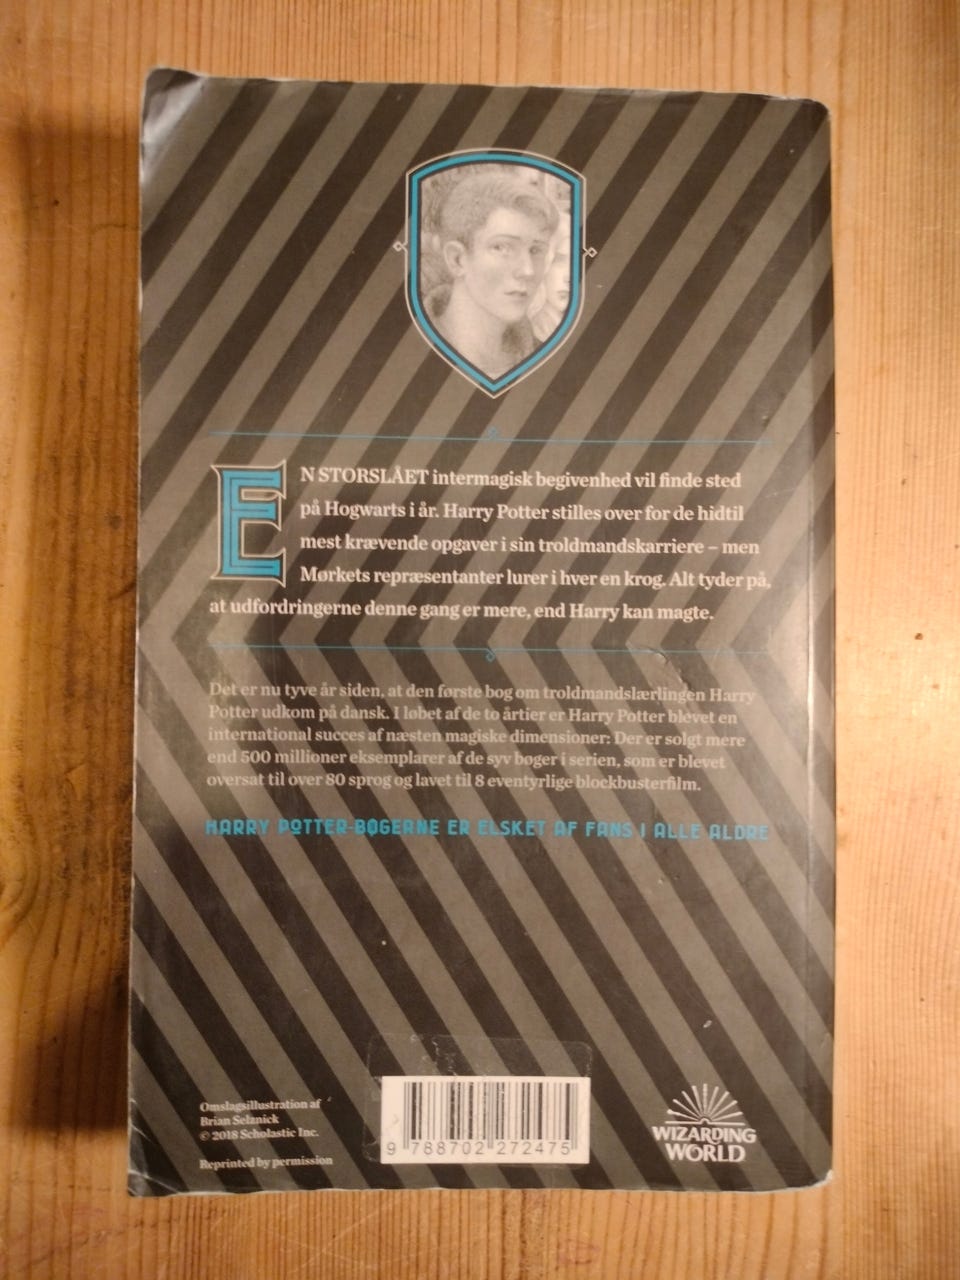 EN STORSLÅET intermagisk begivenhed vil finde sted
på Hogwarts i år. Harry Potter stilles over for de hidtil
mest krævende opgaver i sin troldmandskarriere – men
Mørkets repræsentanter lurer i hver en krog. Alt tyder på,
at udfordringerne denne gang er mere, end Harry kan magte.
Det er nu tyve år siden, at den første bog om troldmandslærlingen Harry
Potter udkom på dansk. I løbet af de to årtier er Harry Potter blevet en
international succes af næsten magiske dimensioner: Der er solgt mere
end 500 millioner eksemplarer af de syv bøger i serien, som er blevet
oversat til over 80 sprog og lavet til 8 eventyrlige blockbusterfilm.
HARRY POTTER-BØGERNE ER ELSKET AF FANS I ALLE ALDRE
Omslagsillustration af
Brian Selznick
© 2018 Scholastic Inc.
Reprinted by permission
9 788702 272475
WIZARDING
WORLD